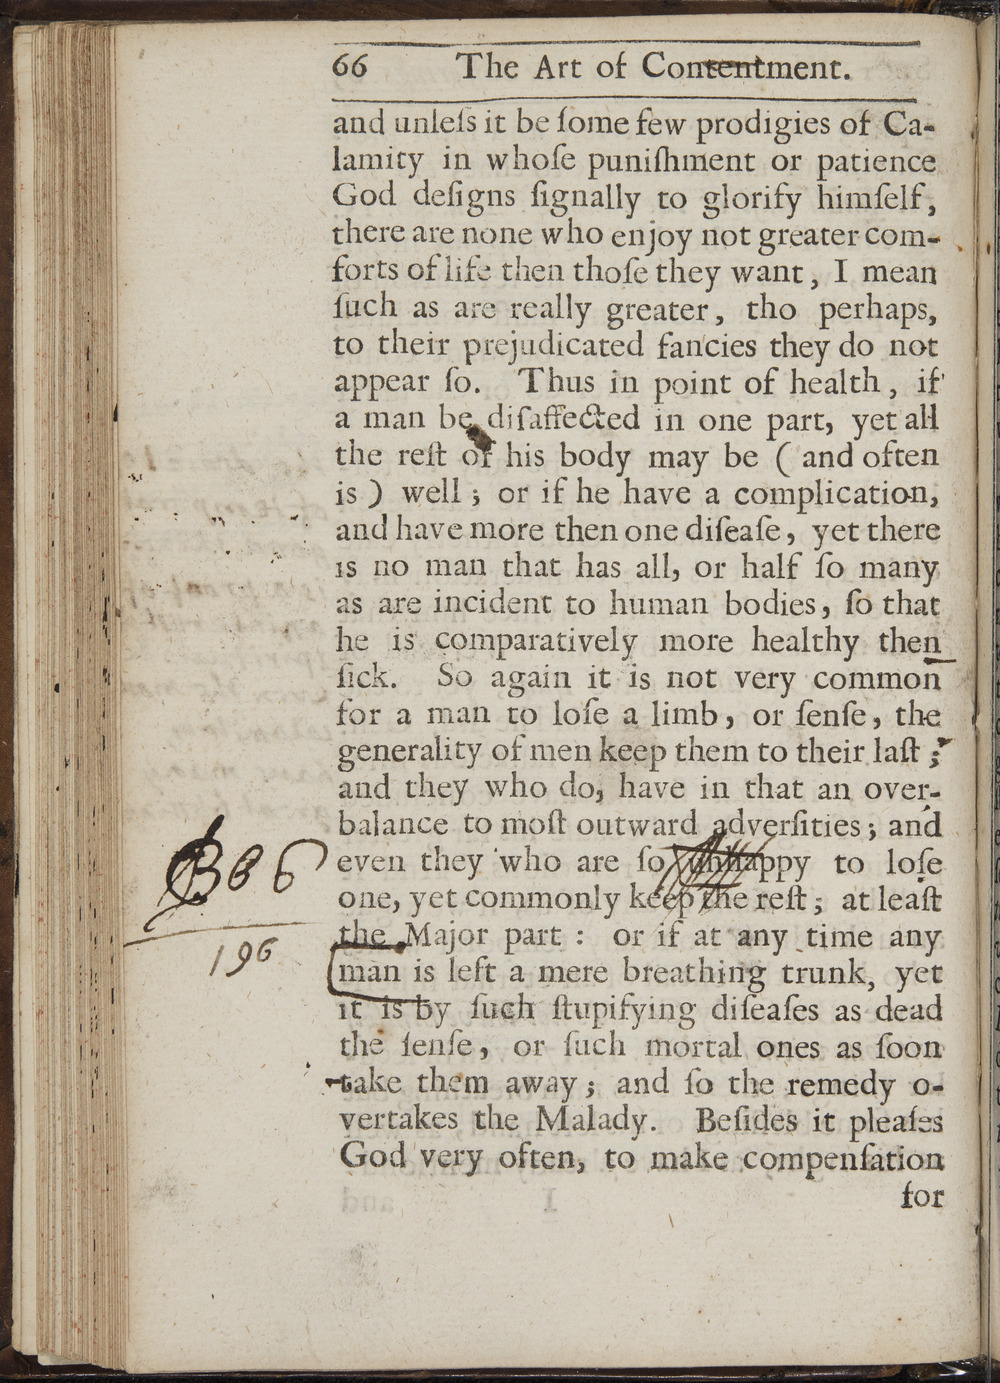 66 The Art of Contentment.
and unleſs it be ſome few prodigies of Ca-
lamity in whoſe puniſhment or patience
God deſigns ſignally to glorify himſelf,
there are none who enjoy not greater com-
forts of life then thoſe they want, I mean
ſuch as are really greater, tho perhaps,
to their prejudicated fancies they do not
appear ſo. Thus in point of health, if
a man be diſaffected in one part, yet all
the reſt of his body may be ( and often
is ) well; or if he have a complication,
and have more then one diſeaſe, yet there
is no man that has all, or half ſo many
as are incident to human bodies, ſo that
he is comparatively more healthy then
ſick. So again it is not very common
for a man to loſe a limb, or ſenſe, the
generality of men keep them to their laſt;
and they who do, have in that an over-
balance to moſt outward adverſities; and
even they who are ſo unhappy to loſe
one, yet commonly keep the reſt; at leaſt
the Major part : or if at any time any
man is left a mere breathing trunk, yet
it is by ſuch ſtupifying diſeaſes as dead
the ſenſe, or ſuch mortal ones as ſoon
take them away; and ſo the remedy o-
vertakes the Malady. Beſides it pleaſes
God very often, to make compenſation
for
196